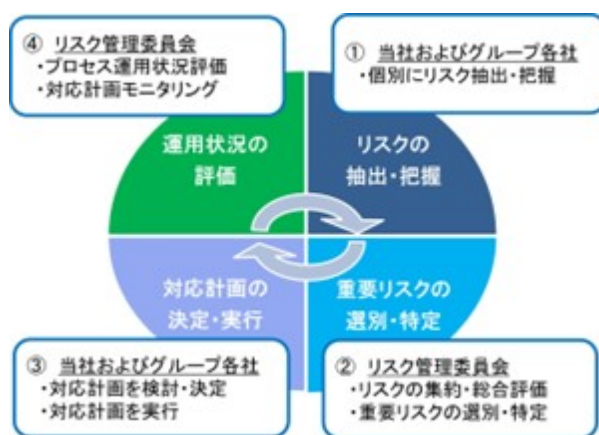 ④ リスク管理委員会
・プロセス運用状況評価
・対応計画モニタリング
① 当社およびグループ各社
・個別にリスク抽出・把握
運用状況の
評価
リスクの
抽出・把握
対応計画の
決定・実行
重要リスクの
選別・特定
③ 当社およびグループ各社
・対応計画を検討・決定
・対応計画を実行
② リスク管理委員会
・リスクの集約・総合評価
・重要リスクの選別・特定